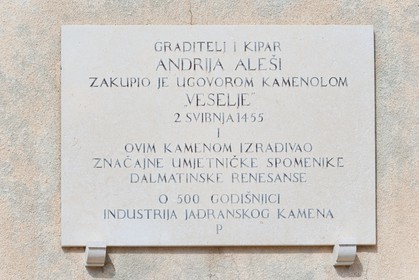 GRADITELJ I KIPAR
ANDRIJA ALEŠI
ZAKUPIO JE UGOVOROM KAMENOLOM
„VESELJE"
2 SVIBNJA 1455
I
OVIM KAMENOM IZRAĐIVAO
ZNAČAJNE UMJETNIČKE SPOMENIKE
DALMATINSKE RENESANSE
O 500 GODIŠNJICI
INDUSTRIJA JADRANSKOG KAMENA
P